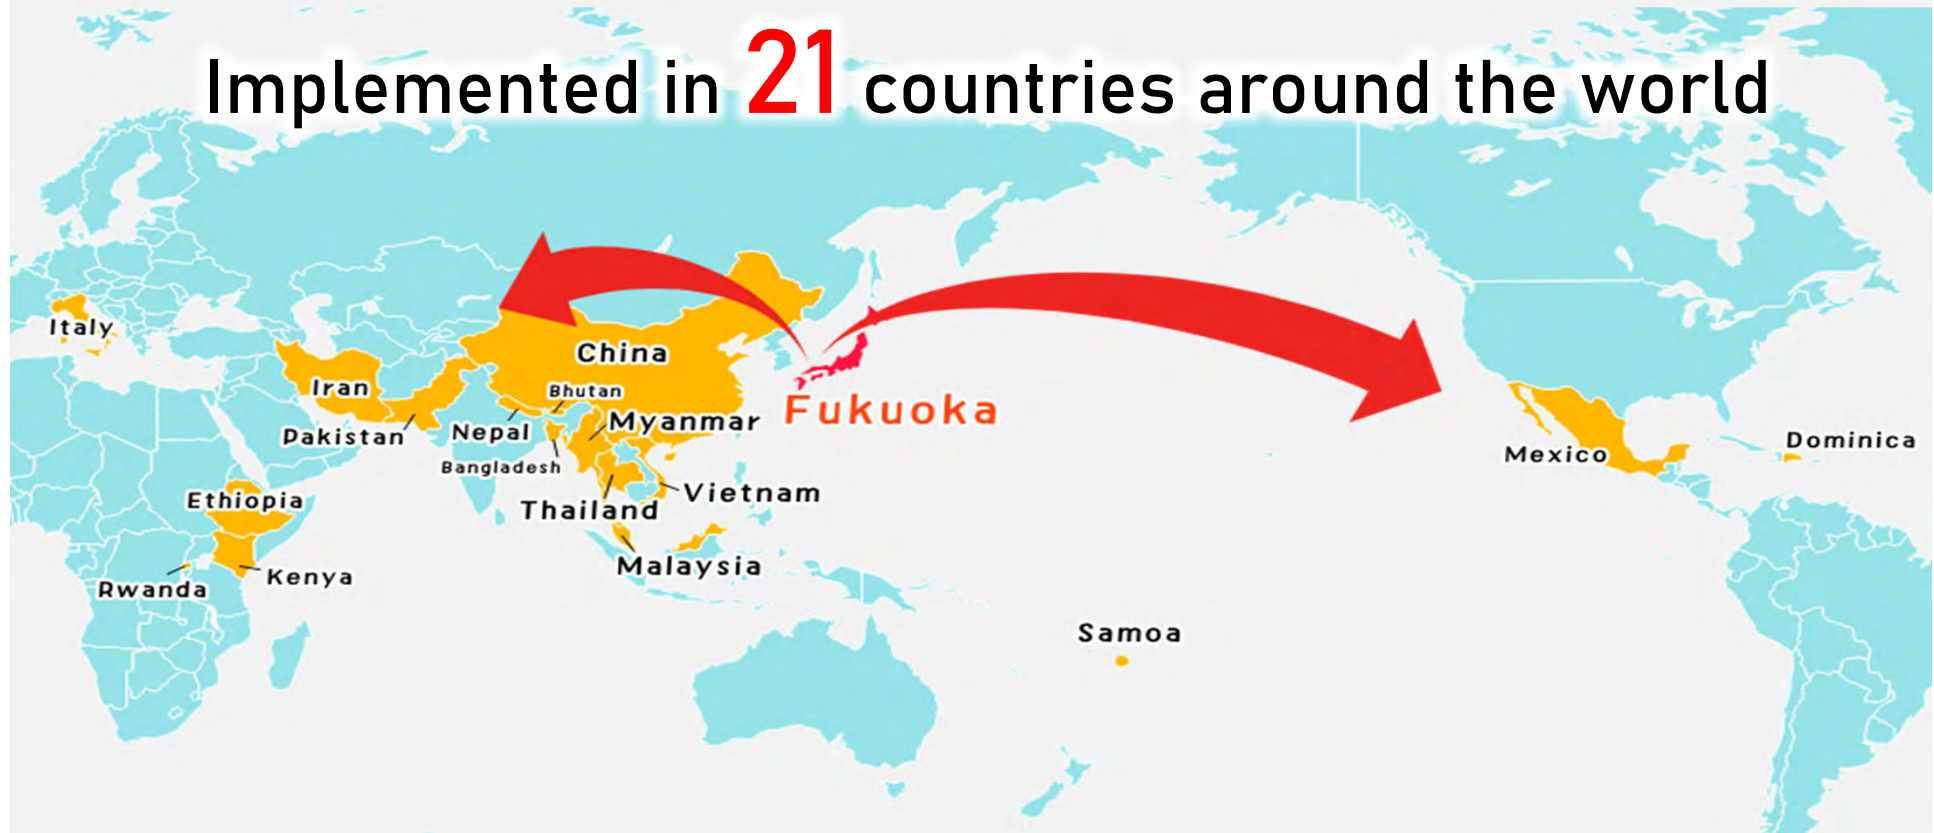 Implemented in 21 countries around the world
Italy
China
Iran
Bhutan
Fukuoka
Myanmar
Pakistan
Nepal
Dominica
Mexico
Bangladesh
Ethiopia
Vietnam
Thailand
Malaysia
Kenya
Rwanda
Samoa